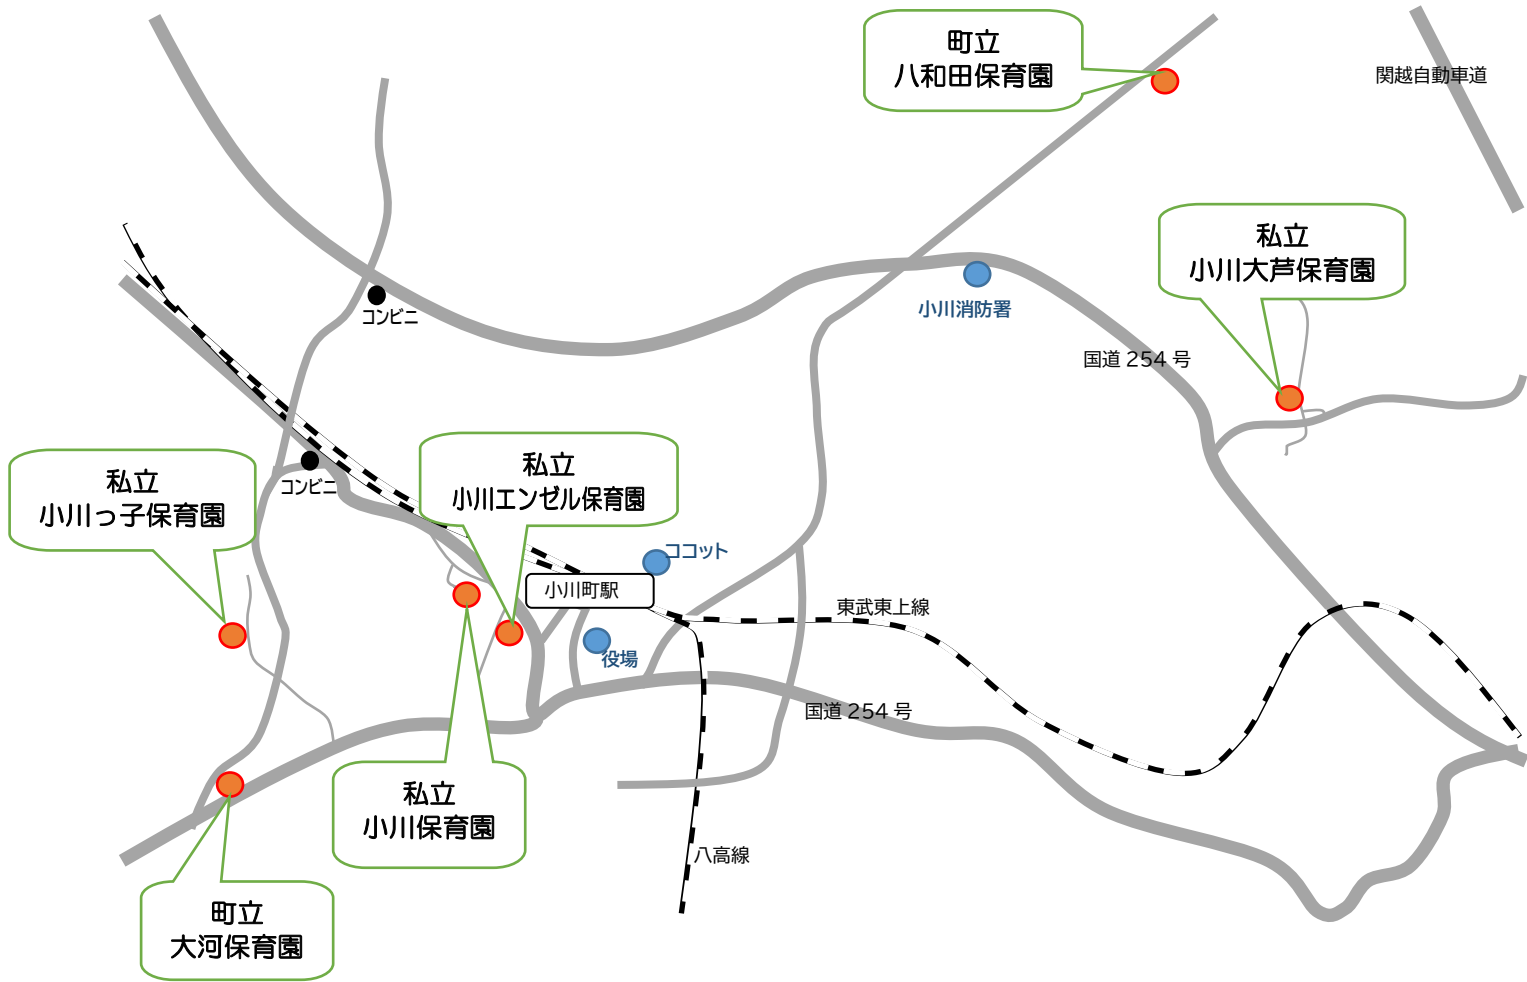 町立
八和田保育園
関越自動車道
私立
小川大芦保育園
小川消防署
コンビニ
国道 254 号
私立
小川エンゼル保育園
私立
小川っ子保育園
コンビニ
ココット
小川町駅
東武東上線
役場
国道 254 号
私立
小川保育園
八高線
町立
大河保育園